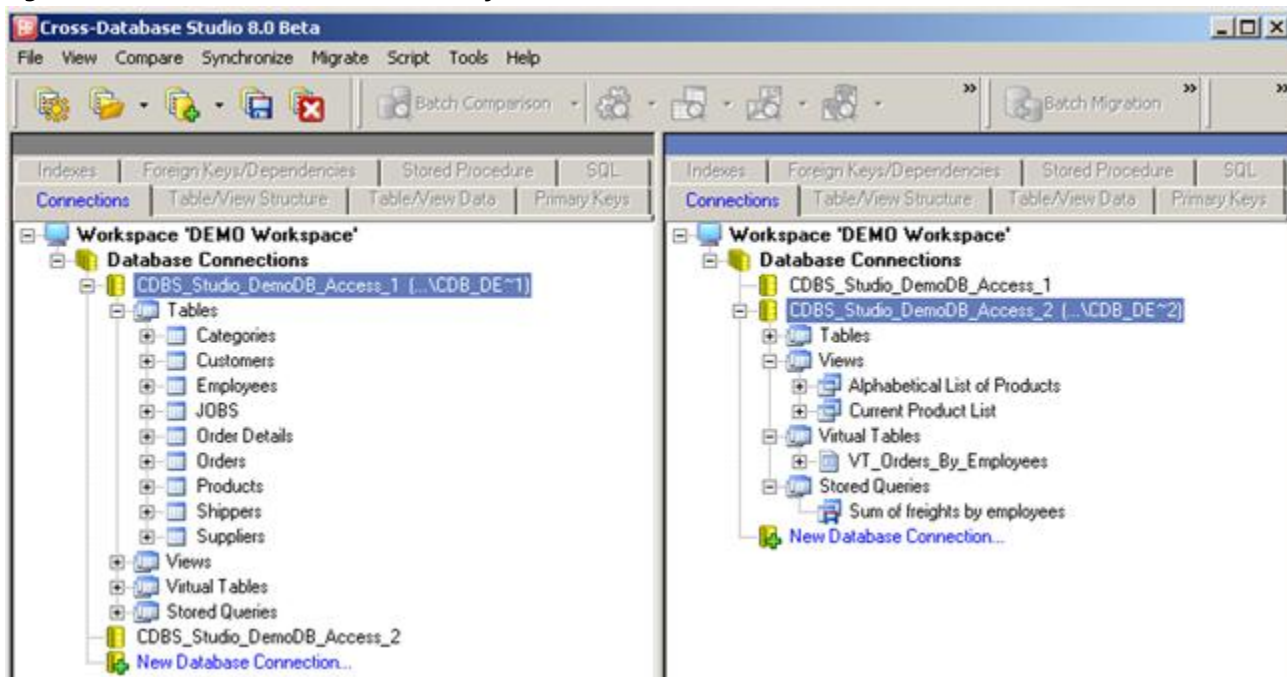 Cross-Database Studio 8.0 Beta
File View Compare Synchronize Migrate Script Tools Help
Batch Comparison
Batch Migration
Indexes Foreign Keys/Dependencies Stored Procedure SQL
Connections Table/View Structure Table/View Data Primary Keys
Workspace 'DEMO Workspace'
Database Connections
CDBS_Studio_DemoDB_Access_1 (...\CDB_DE~1)
Tables
Categories
Customers
Employees
JOBS
Order Details
Orders
Products
Shippers
Suppliers
Views
Virtual Tables
Stored Queries
CDBS_Studio_DemoDB_Access_2
New Database Connection...
Indexes Foreign Keys/Dependencies Stored Procedure SQL
Connections Table/View Structure Table/View Data Primary Keys
Workspace 'DEMO Workspace'
Database Connections
CDBS_Studio_DemoDB_Access_1
CDBS_Studio_DemoDB_Access_2 (...\CDB_DE~2)
Tables
Views
Alphabetical List of Products
Current Product List
Virtual Tables
VT_Orders_By_Employees
Stored Queries
Sum of freights by employees
New Database Connection...